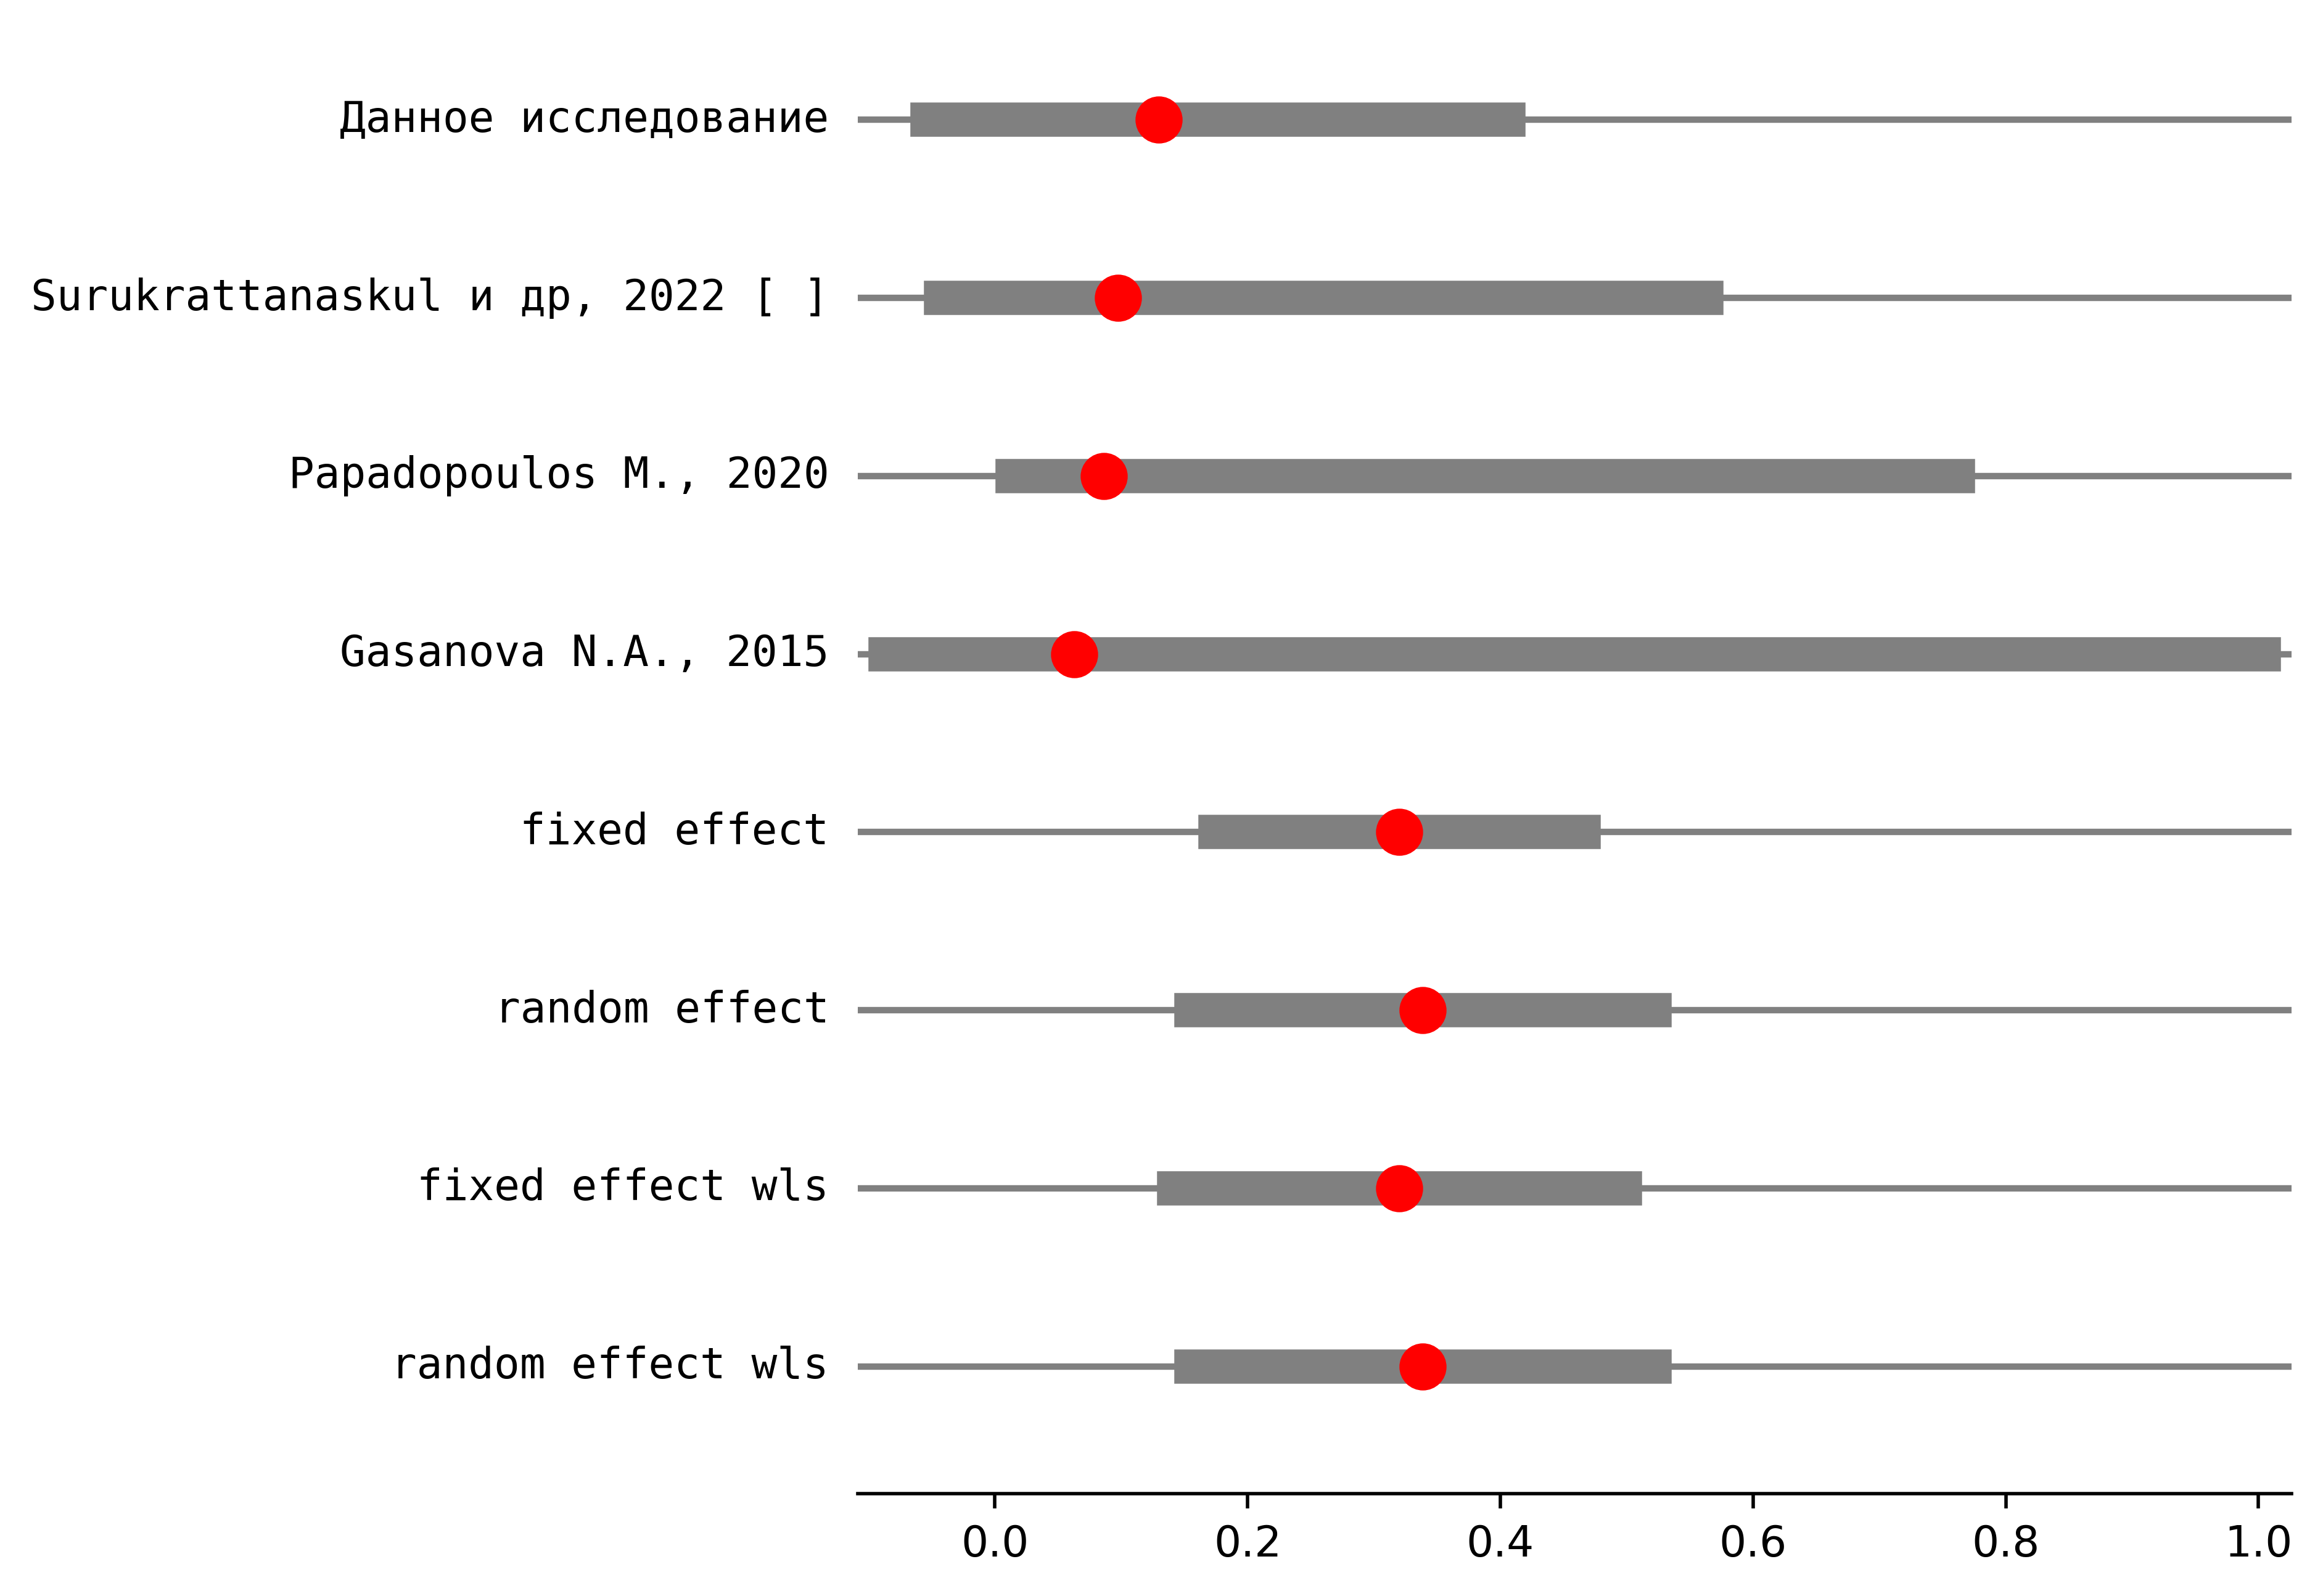 Данное исследование
Surukrattanaskul и др, 2022 [ ]
Papadopoulos M., 2020
Gasanova N.A., 2015
fixed effect
random effect
fixed effect wls
random effect wls
0.0 0.2 0.4 0.6 0.8 1.0